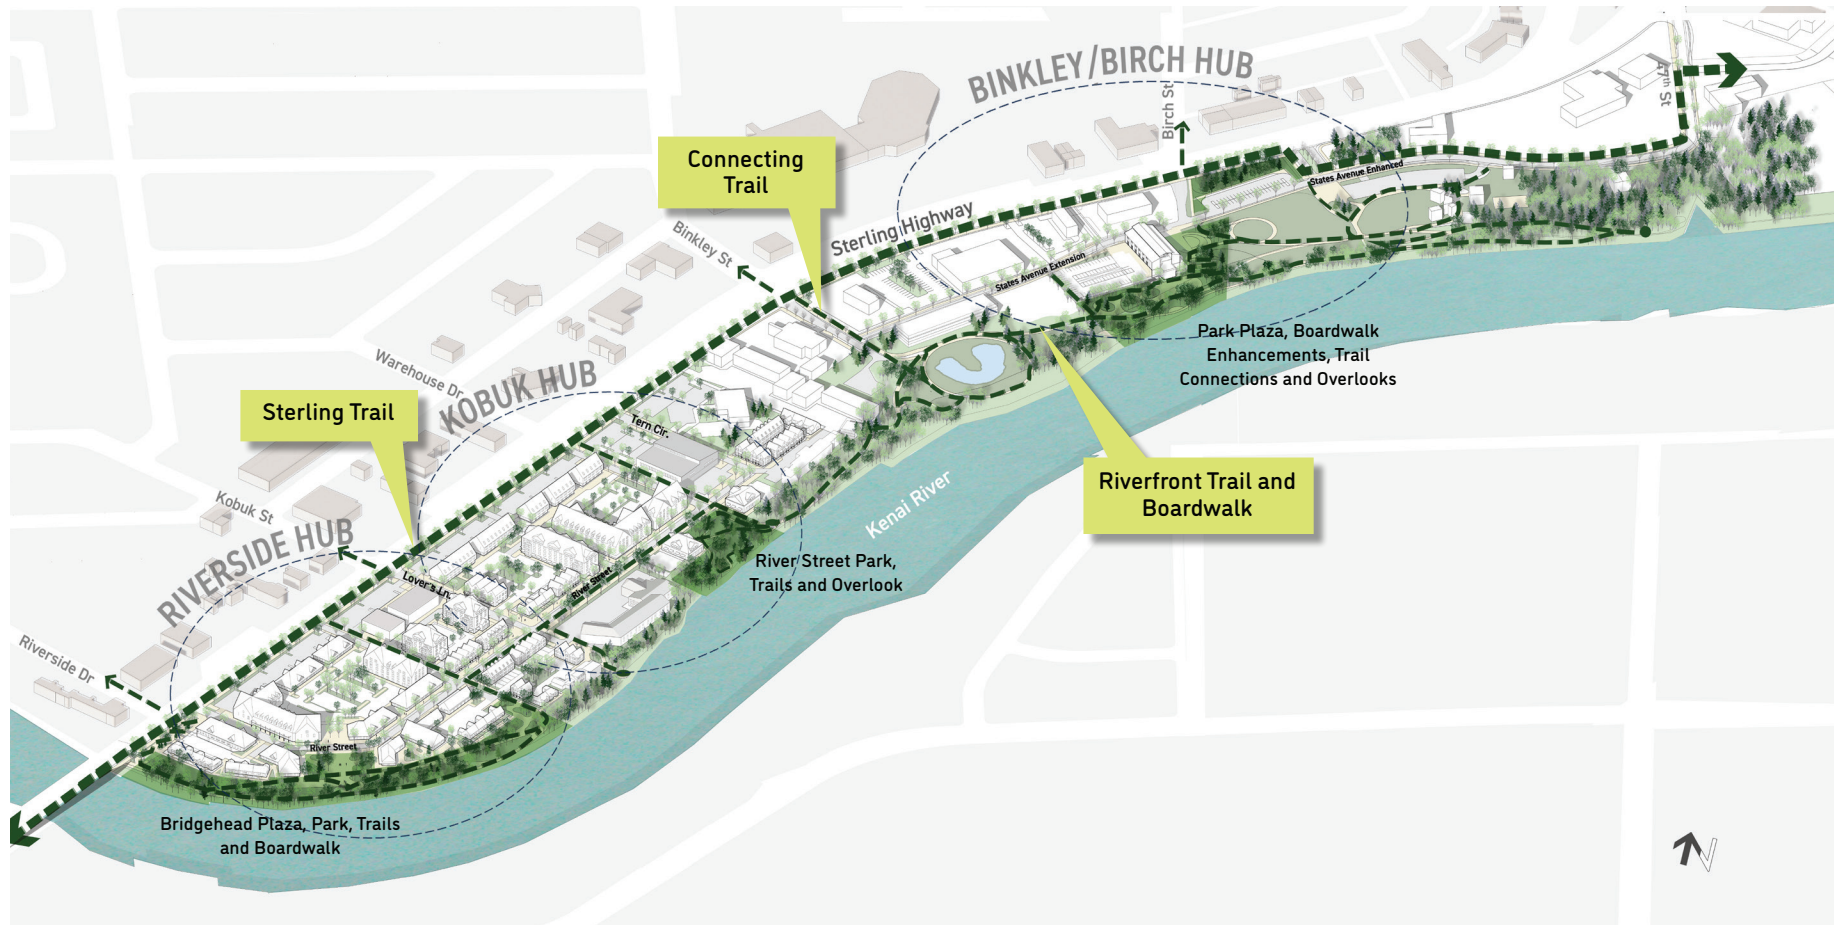 BINKLEY/BIRCH HUB
47th St
Birch St
Connecting
Trail
States Avenue Enhanced
Sterling Highway
Binkley St
States Avenue Extension
Park Plaza, Boardwalk
Enhancements, Trail
Connections and Overlooks
Warehouse Dr
KOBUK HUB
Sterling Trail
Tern Cir.
Riverfront Trail and
Boardwalk
Kenai River
Kobuk St
RIVERSIDE HUB
River Street Park,
Trails and Overlook
Lover's Ln.
River Street
Riverside Dr
River Street
Bridgehead Plaza, Park, Trails
and Boardwalk
N